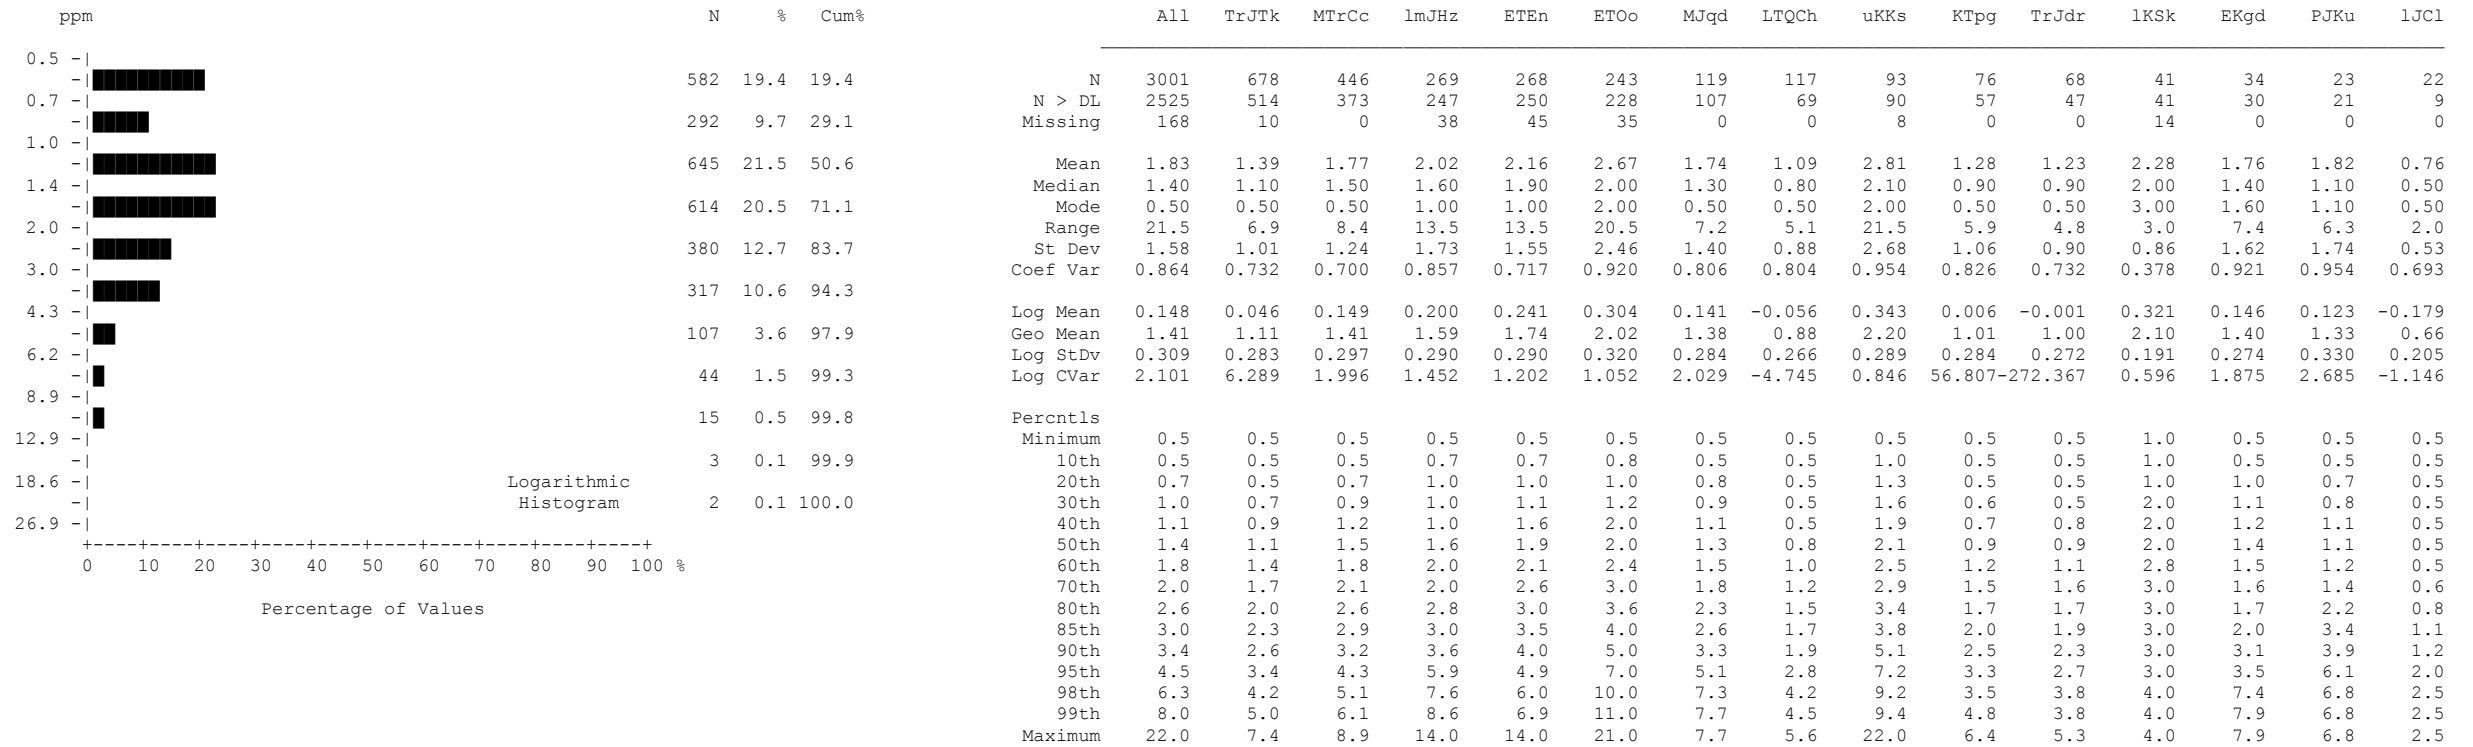 ppm N % Cum% All TrJTk MTrCc lmJHz ETEn ETOo MJqd LTQCh uKKs KTpg TrJdr lKSk EKgd PJKu lJCl
0.5 -|
-| 582 19.4 19.4 N 3001 678 446 269 268 243 119 117 93 76 68 41 34 23 22
0.7 -| N > DL 2525 514 373 247 250 228 107 69 90 57 47 41 30 21 9
-| 292 9.7 29.1 Missing 168 10 0 38 45 35 0 0 8 0 0 14 0 0 0
1.0 -|
-| 645 21.5 50.6 Mean 1.83 1.39 1.77 2.02 2.16 2.67 1.74 1.09 2.81 1.28 1.23 2.28 1.76 1.82 0.76
1.4 -| Median 1.40 1.10 1.50 1.60 1.90 2.00 1.30 0.80 2.10 0.90 0.90 2.00 1.40 1.10 0.50
-| 614 20.5 71.1 Mode 0.50 0.50 0.50 1.00 1.00 2.00 0.50 0.50 2.00 0.50 0.50 3.00 1.60 1.10 0.50
2.0 -| Range 21.5 6.9 8.4 13.5 13.5 20.5 7.2 5.1 21.5 5.9 4.8 3.0 7.4 6.3 2.0
-| 380 12.7 83.7 St Dev 1.58 1.01 1.24 1.73 1.55 2.46 1.40 0.88 2.68 1.06 0.90 0.86 1.62 1.74 0.53
3.0 -| Coef Var 0.864 0.732 0.700 0.857 0.717 0.920 0.806 0.804 0.954 0.826 0.732 0.378 0.921 0.954 0.693
-| 317 10.6 94.3
4.3 -| Log Mean 0.148 0.046 0.149 0.200 0.241 0.304 0.141 -0.056 0.343 0.006 -0.001 0.321 0.146 0.123 -0.179
-| 107 3.6 97.9 Geo Mean 1.41 1.11 1.41 1.59 1.74 2.02 1.38 0.88 2.20 1.01 1.00 2.10 1.40 1.33 0.66
6.2 -| Log StDv 0.309 0.283 0.297 0.290 0.290 0.320 0.284 0.266 0.289 0.284 0.272 0.191 0.274 0.330 0.205
-| 44 1.5 99.3 Log CVar 2.101 6.289 1.996 1.452 1.202 1.052 2.029 -4.745 0.846 56.807-272.367 0.596 1.875 2.685 -1.146
8.9 -|
-| 15 0.5 99.8 Percntls
12.9 -| Minimum 0.5 0.5 0.5 0.5 0.5 0.5 0.5 0.5 0.5 0.5 0.5 1.0 0.5 0.5 0.5
-| 3 0.1 99.9 10th 0.5 0.5 0.5 0.7 0.7 0.8 0.5 0.5 1.0 0.5 0.5 1.0 0.5 0.5 0.5
18.6 -| Logarithmic 20th 0.7 0.5 0.7 1.0 1.0 1.0 0.8 0.5 1.3 0.5 0.5 1.0 1.0 0.7 0.5
-| Histogram 2 0.1 100.0 30th 1.0 0.7 0.9 1.0 1.1 1.2 0.9 0.5 1.6 0.6 0.5 2.0 1.1 0.8 0.5
26.9 -| 40th 1.1 0.9 1.2 1.0 1.6 2.0 1.1 0.5 1.9 0.7 0.8 2.0 1.2 1.1 0.5
+----+----+----+----+----+----+----+----+----+----+ 50th 1.4 1.1 1.5 1.6 1.9 2.0 1.3 0.8 2.1 0.9 0.9 2.0 1.4 1.1 0.5
0 10 20 30 40 50 60 70 80 90 100 % 60th 1.8 1.4 1.8 2.0 2.1 2.4 1.5 1.0 2.5 1.2 1.1 2.8 1.5 1.2 0.5
70th 2.0 1.7 2.1 2.0 2.6 3.0 1.8 1.2 2.9 1.5 1.6 3.0 1.6 1.4 0.6
Percentage of Values 80th 2.6 2.0 2.6 2.8 3.0 3.6 2.3 1.5 3.4 1.7 1.7 3.0 1.7 2.2 0.8
85th 3.0 2.3 2.9 3.0 3.5 4.0 2.6 1.7 3.8 2.0 1.9 3.0 2.0 3.4 1.1
90th 3.4 2.6 3.2 3.6 4.0 5.0 3.3 1.9 5.1 2.5 2.3 3.0 3.1 3.9 1.2
95th 4.5 3.4 4.3 5.9 4.9 7.0 5.1 2.8 7.2 3.3 2.7 3.0 3.5 6.1 2.0
98th 6.3 4.2 5.1 7.6 6.0 10.0 7.3 4.2 9.2 3.5 3.8 4.0 7.4 6.8 2.5
99th 8.0 5.0 6.1 8.6 6.9 11.0 7.7 4.5 9.4 4.8 3.8 4.0 7.9 6.8 2.5
Maximum 22.0 7.4 8.9 14.0 14.0 21.0 7.7 5.6 22.0 6.4 5.3 4.0 7.9 6.8 2.5